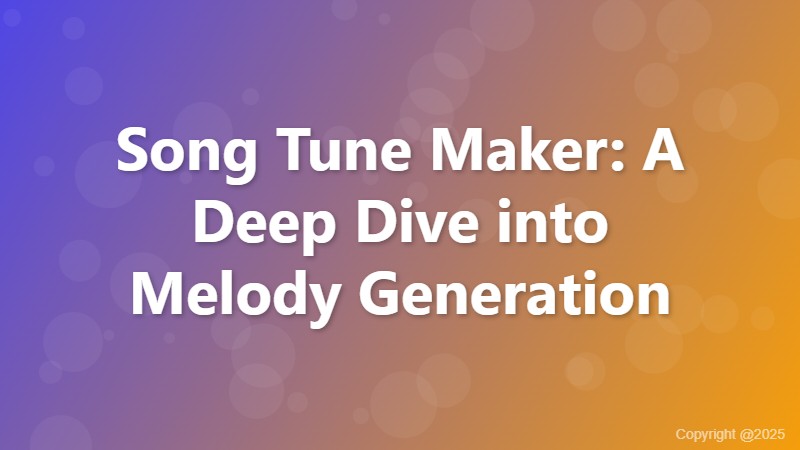 Song Tune Maker: A
Deep Dive into
Melody Generation
Copyright @2025